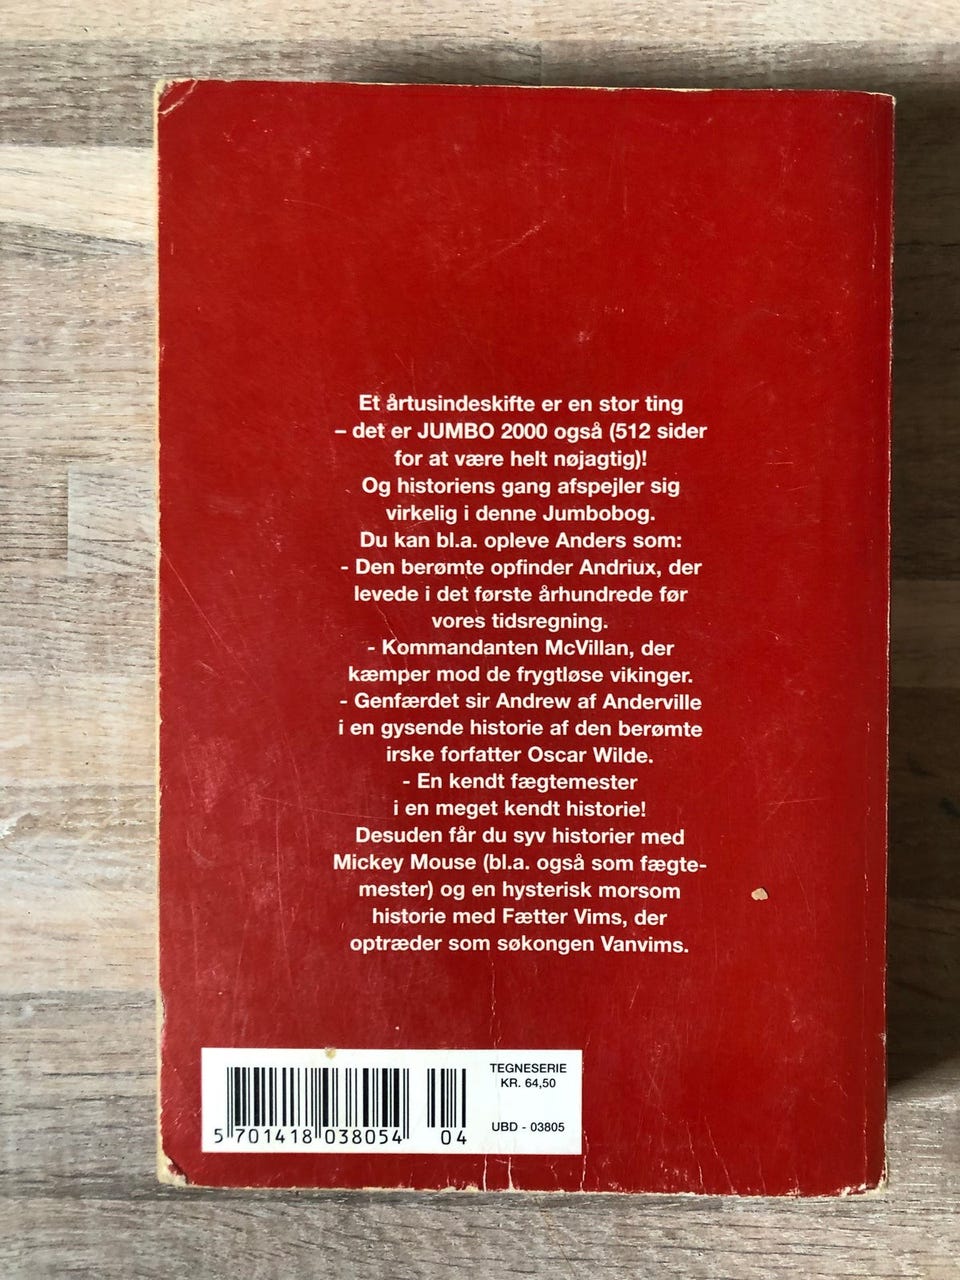 Et årtusindeskifte er en stor ting
– det er JUMBO 2000 også (512 sider
for at være helt nøjagtig)!
Og historiens gang afspejler sig
virkelig i denne Jumbobog.
Du kan bl.a. opleve Anders som:
- Den berømte opfinder Andriux, der
levede i det første århundrede før
vores tidsregning.
- Kommandanten McVillan, der
kæmper mod de frygtløse vikinger.
- Genfærdet sir Andrew af Anderville
i en gysende historie af den berømte
irske forfatter Oscar Wilde.
- En kendt fægtemester
i en meget kendt historie!
Desuden får du syv historier med
Mickey Mouse (bl.a. også som fægte-
mester) og en hysterisk morsom
historie med Fætter Vims, der
optræder som søkongen Vanvims.
TEGNESERIE
KR. 64,50
UBD - 03805
5 701418 038054 04